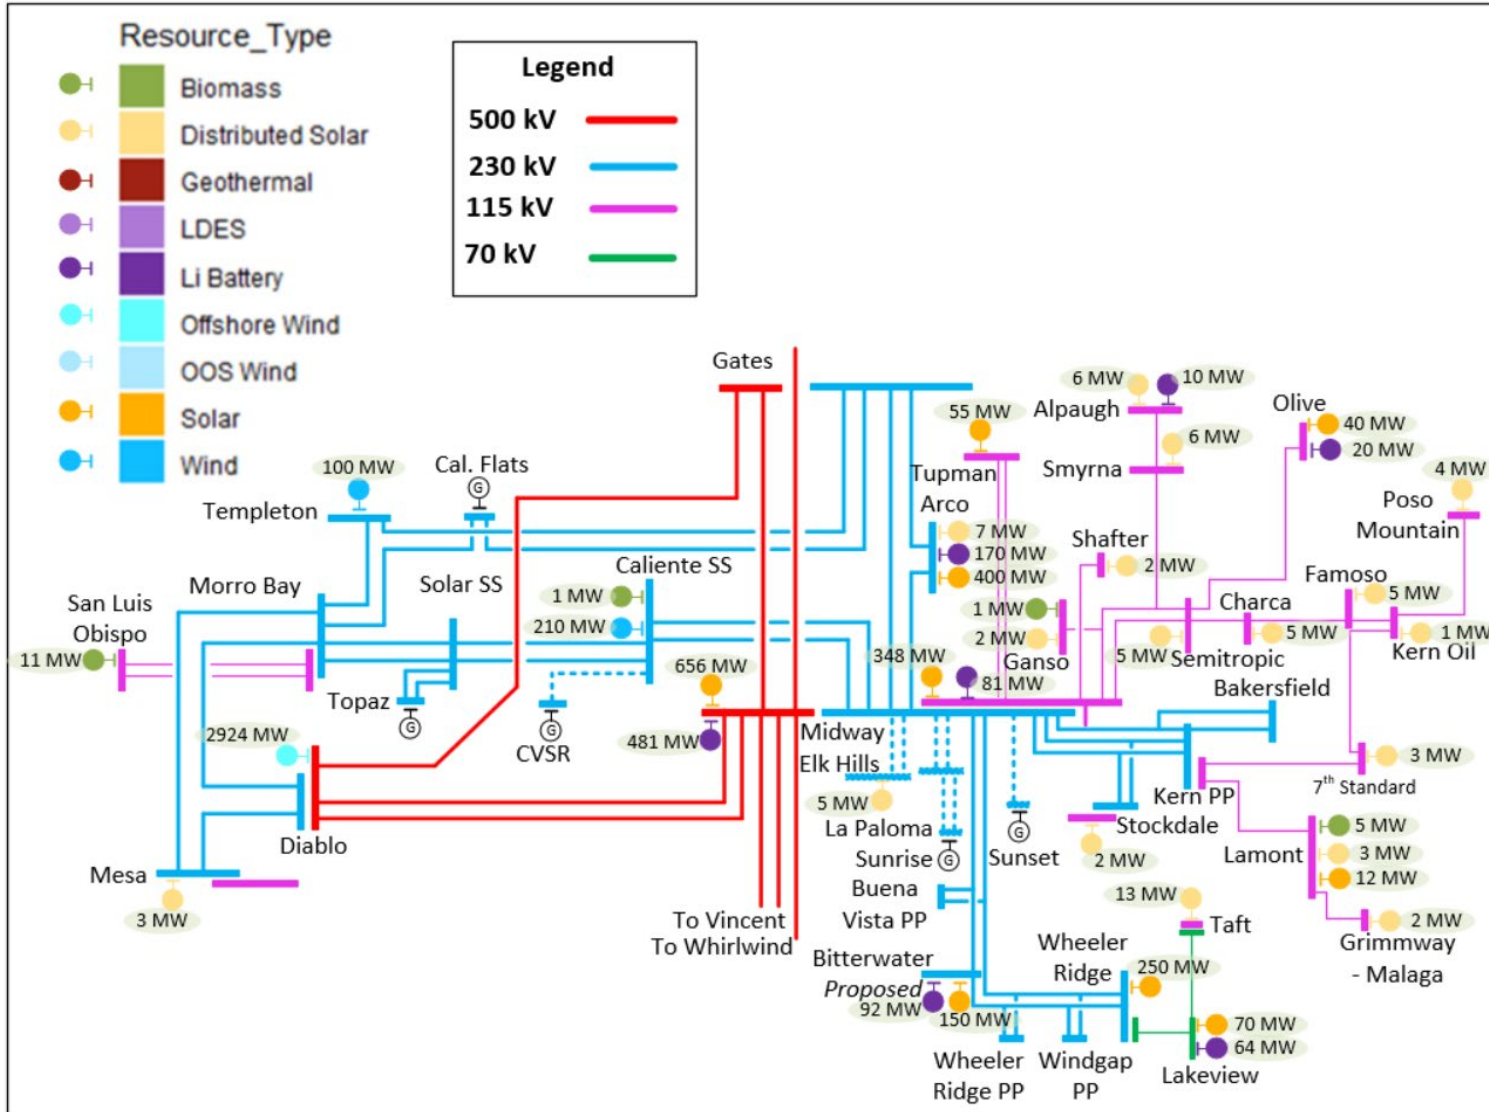 Resource_Type
Biomass
Distributed Solar
Geothermal
LDES
Li Battery
Offshore Wind
OOS Wind
Solar
Wind
Legend
500 kV
230 kV
115 kV
70 kV
Gates
100 MW
Templeton
Cal. Flats
G
Morro Bay
Solar SS
Caliente SS
1 MW
210 MW
San Luis
Obispo
11 MW
Topaz
G
CVSR
G
656 MW
481 MW
2924 MW
Diablo
Mesa
3 MW
To Vincent
To Whirlwind
55 MW
Tupman
Arco
7 MW
170 MW
400 MW
6 MW
10 MW
Alpaugh
6 MW
Smyrna
Olive
40 MW
20 MW
4 MW
Poso
Mountain
Shafter
2 MW
Famoso
5 MW
1 MW
2 MW
Ganso
Charca
5 MW
5 MW
Semitropic
1 MW
Kern Oil
348 MW
81 MW
Bakersfield
Midway
Elk Hills
5 MW
La Paloma
Sunrise
G
Sunset
G
Kern PP
Stockdale
2 MW
3 MW
7th Standard
5 MW
3 MW
12 MW
Lamont
2 MW
Grimmway
- Malaga
Buena
Vista PP
13 MW
Taft
Bitterwater
Proposed
92 MW
150 MW
Wheeler
Ridge
250 MW
70 MW
64 MW
Lakeview
Wheeler
Ridge PP
Windgap
PP